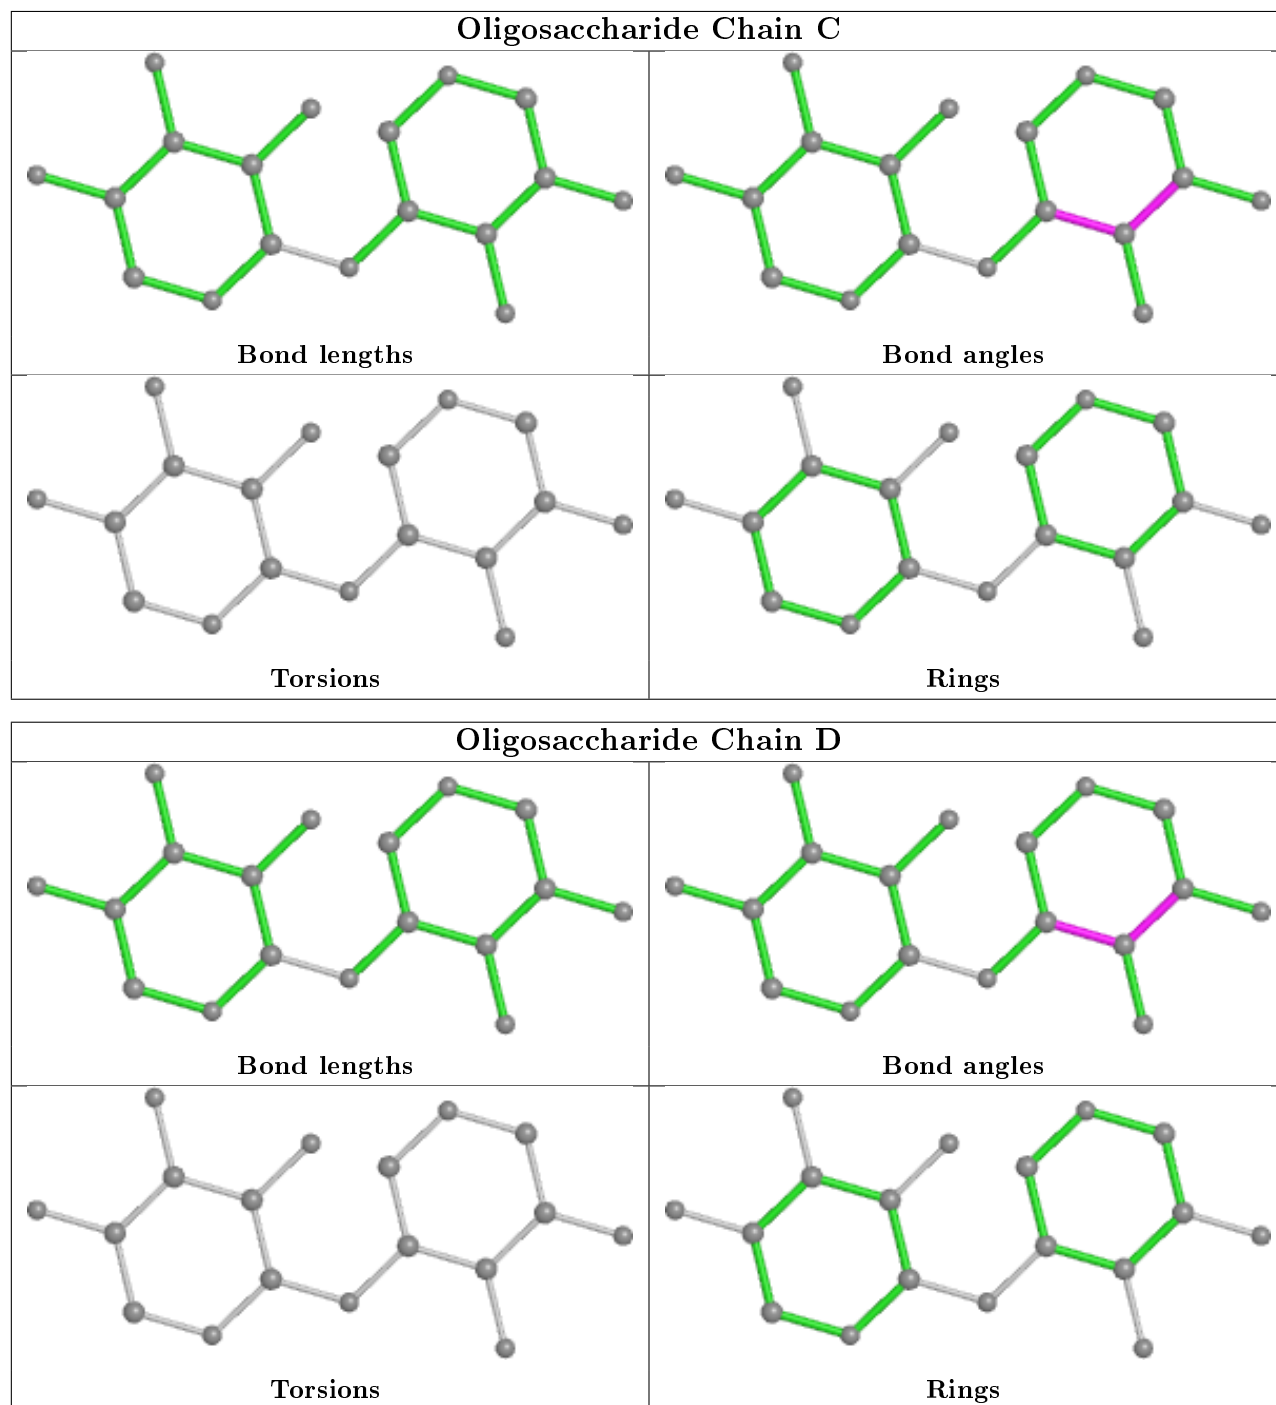 Oligosaccharide Chain C
Bond lengths
Bond angles
Torsions
Rings
Oligosaccharide Chain D
Bond lengths
Bond angles
Torsions
Rings